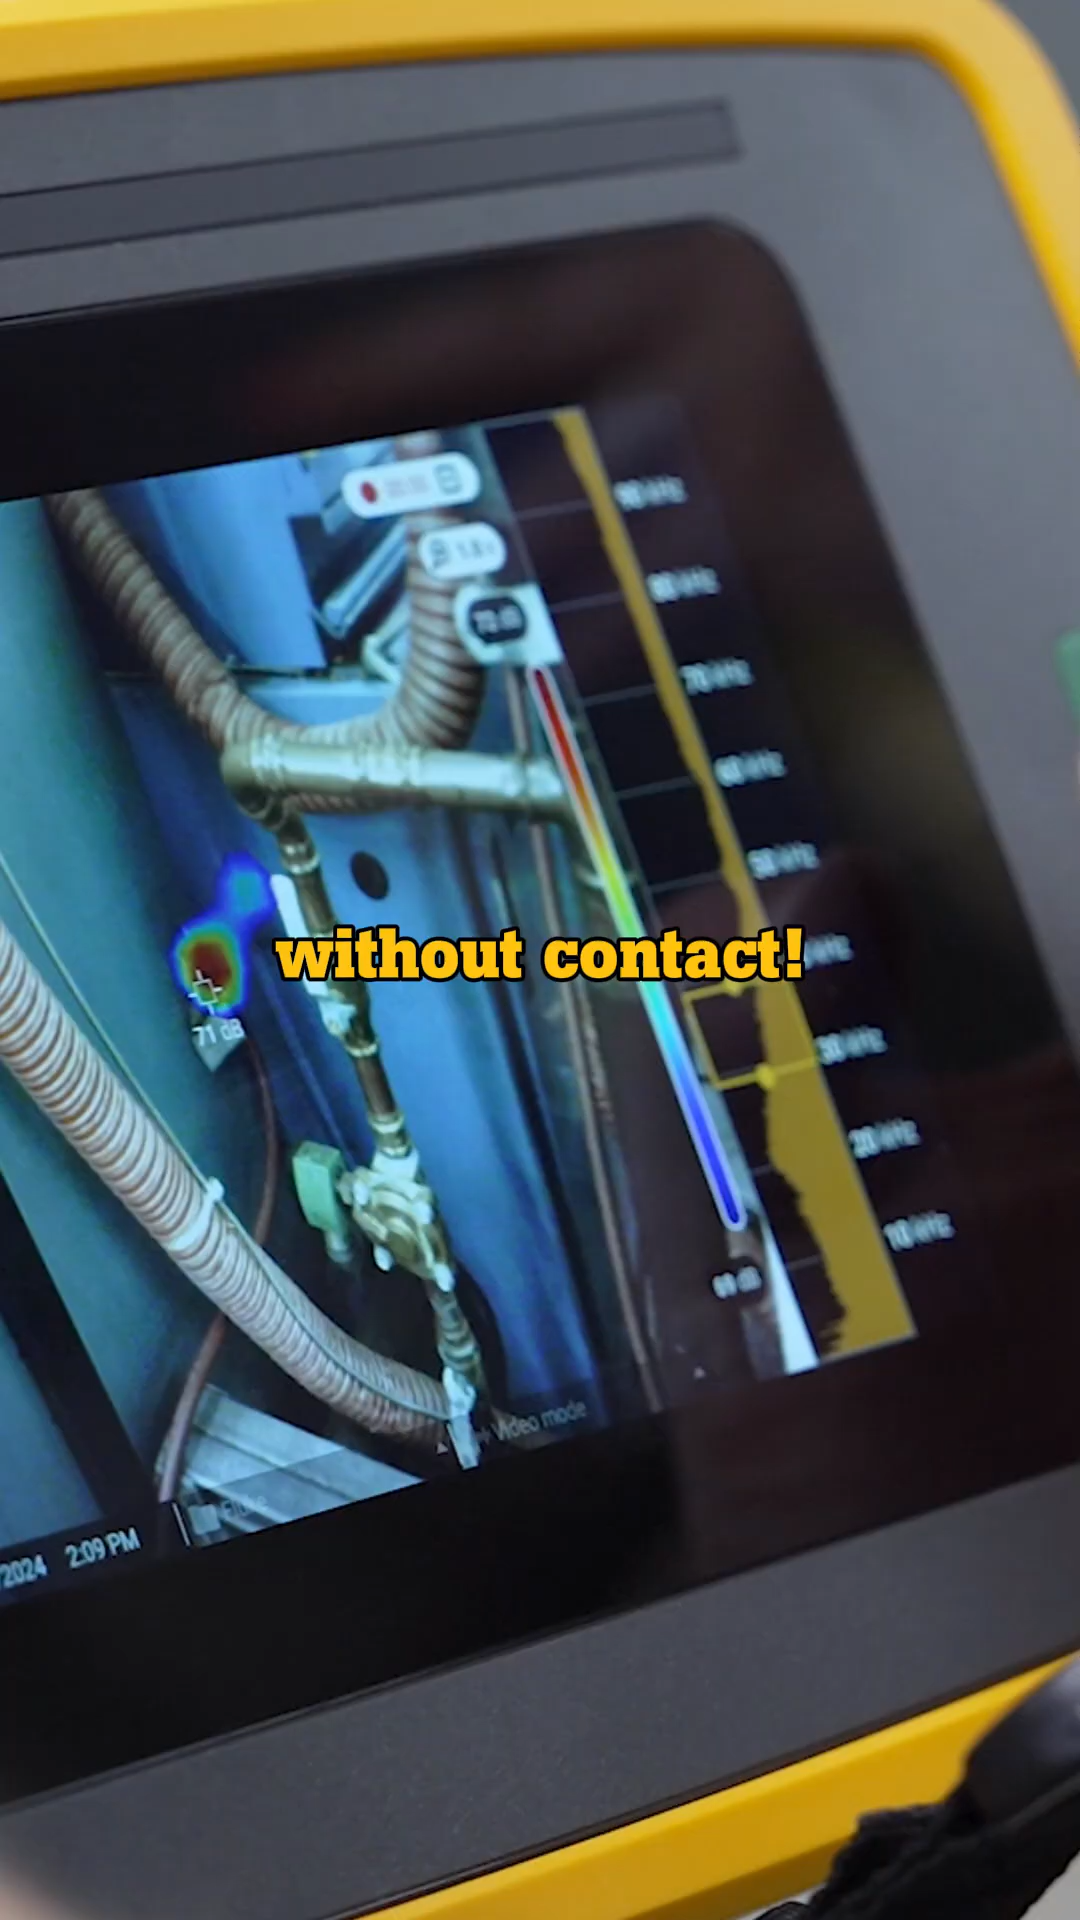 90 kHz
80 kHz
70 kHz
60 kHz
50 kHz
without contact!
71 dB
30 kHz
20 kHz
10 kHz
Video mode
2024 2:09 PM